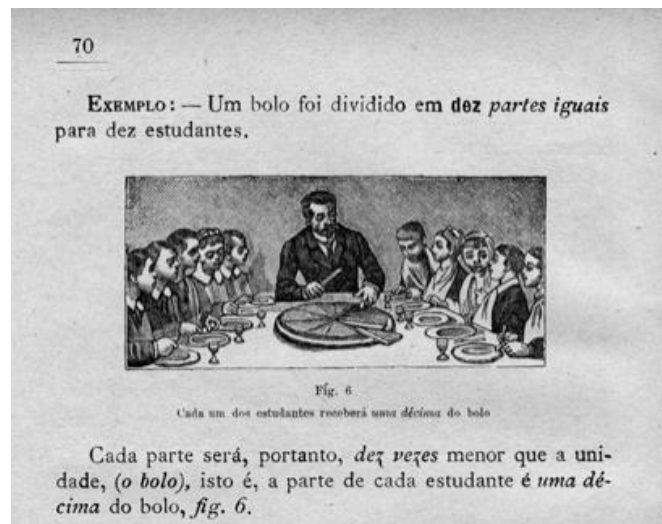 70
EXEMPLO: — Um bolo foi dividido em dez partes iguais
para dez estudantes.
Fig. 6
Cada um dos estudantes receberá uma décima do bolo
Cada parte será, portanto, dez vezes menor que a uni-
dade, (o bolo), isto é, a parte de cada estudante é uma dé-
cima do bolo, fig. 6.